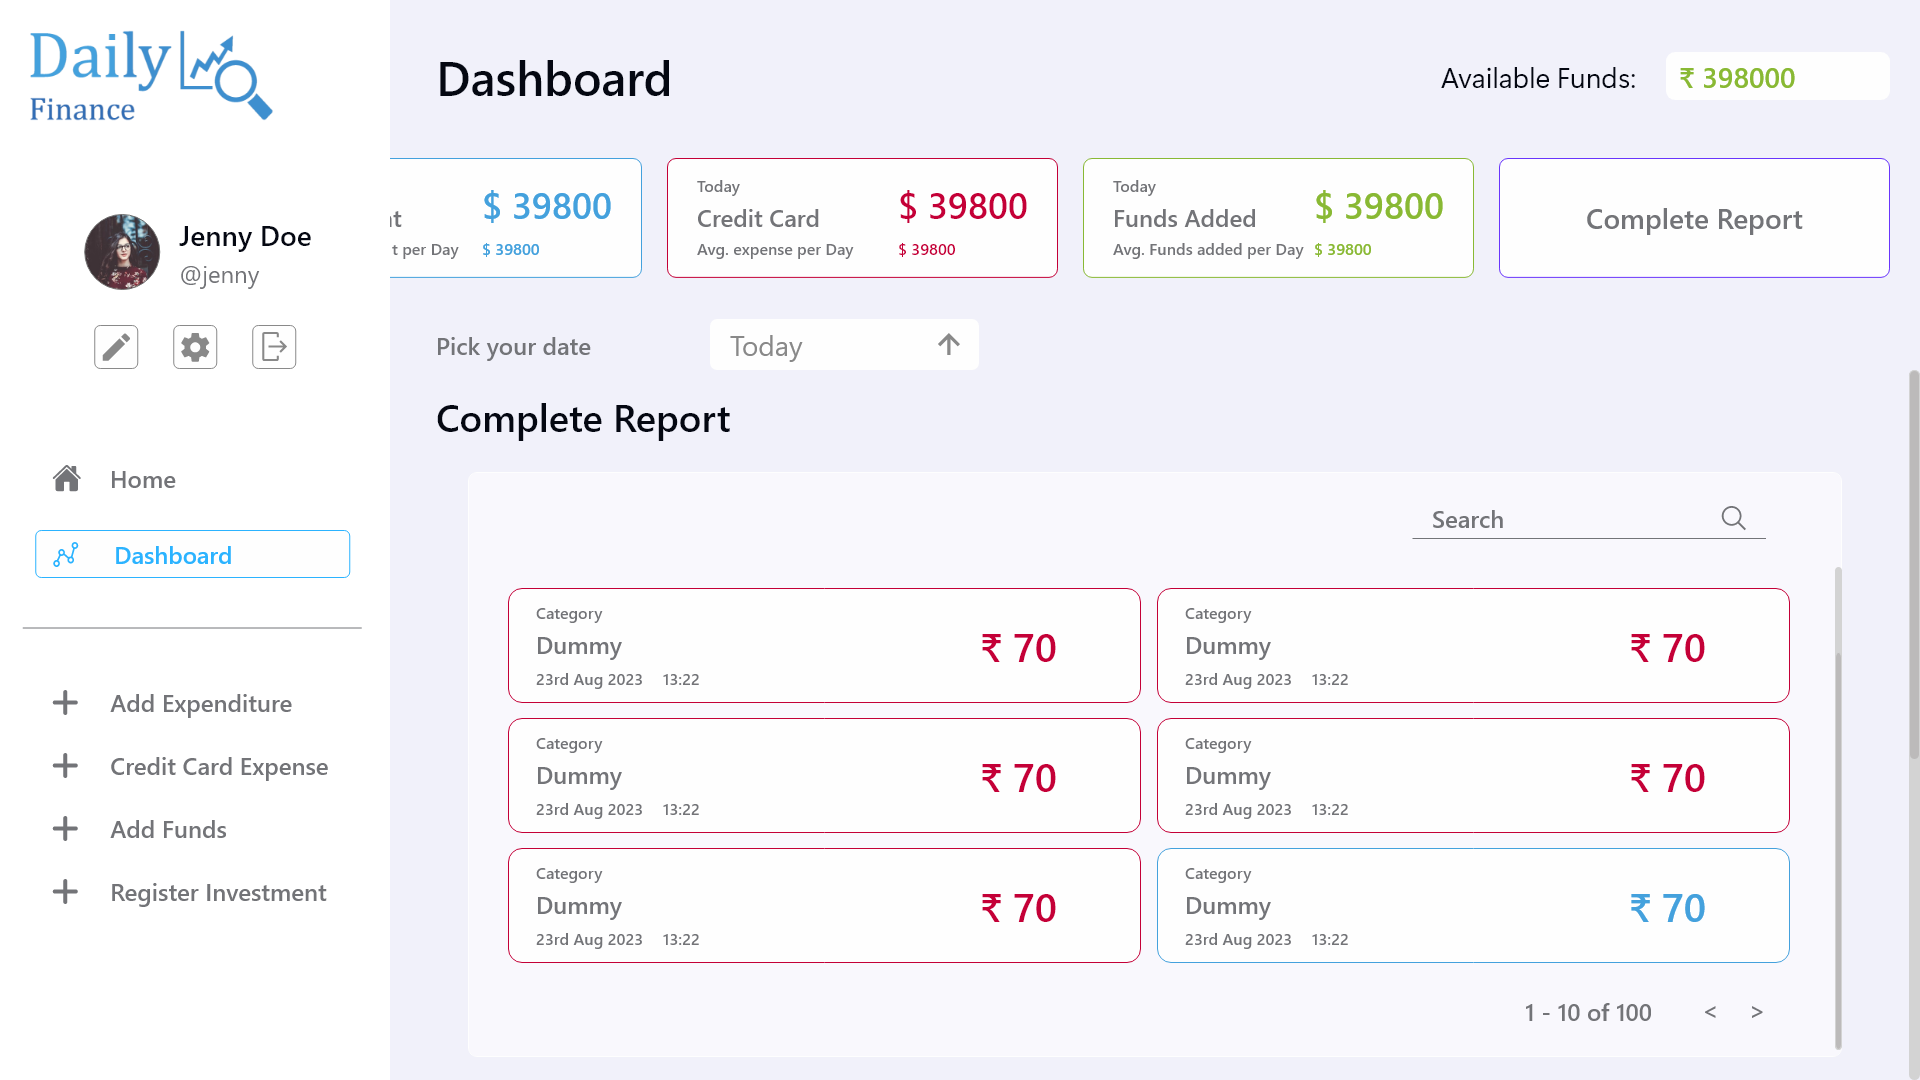 Daily
Finance
Jenny Doe
@jenny
Home
Dashboard
Add Expenditure
Credit Card Expense
Add Funds
Register Investment
Dashboard
Available Funds: ₹ 398000
t
t per Day
$ 39800
$ 39800
Today
Credit Card
Avg. expense per Day
$ 39800
$ 39800
Today
Funds Added
Avg. Funds added per Day
$ 39800
$ 39800
Complete Report
Pick your date
Today
Complete Report
Search
Category
Dummy
23rd Aug 2023 13:22
₹ 70
Category
Dummy
23rd Aug 2023 13:22
₹ 70
Category
Dummy
23rd Aug 2023 13:22
₹ 70
Category
Dummy
23rd Aug 2023 13:22
₹ 70
Category
Dummy
23rd Aug 2023 13:22
₹ 70
Category
Dummy
23rd Aug 2023 13:22
₹ 70
1 - 10 of 100 < >